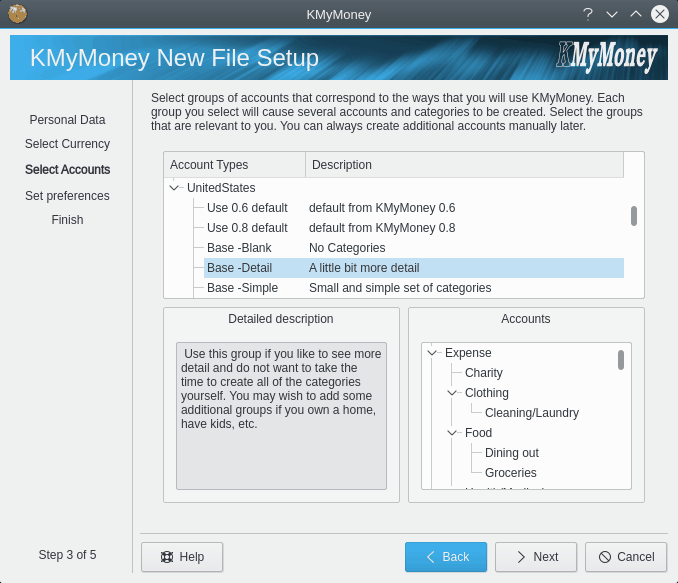 KMyMoney
KMyMoney New File Setup
KMyMoney
Personal Data
Select Currency
Select Accounts
Set preferences
Finish
Step 3 of 5
Select groups of accounts that correspond to the ways that you will use KMyMoney. Each
group you select will cause several accounts and categories to be created. Select the groups
that are relevant to you. You can always create additional accounts manually later.
Account Types Description
UnitedStates
Use 0.6 default default from KMyMoney 0.6
Use 0.8 default default from KMyMoney 0.8
Base -Blank No Categories
Base -Detail A little bit more detail
Base -Simple Small and simple set of categories
Detailed description
Use this group if you like to see more
detail and do not want to take the
time to create all of the categories
yourself. You may wish to add some
additional groups if you own a home,
have kids, etc.
Accounts
Expense
Charity
Clothing
Cleaning/Laundry
Food
Dining out
Groceries
Help
Back
Next
Cancel